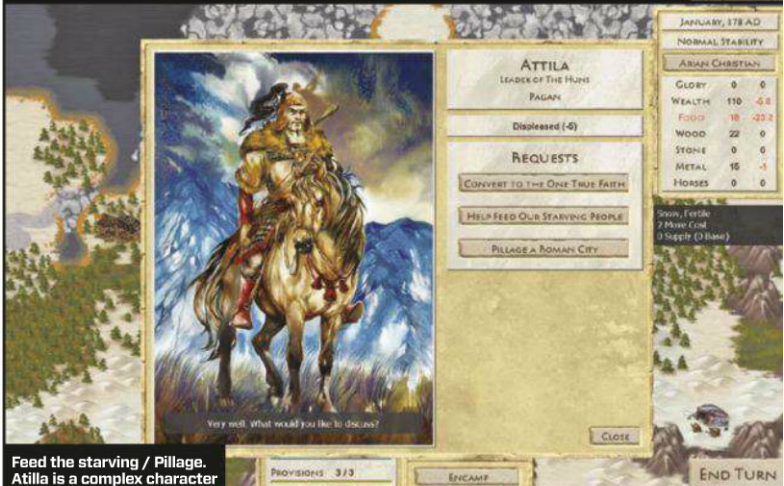 JANUARY, 178 AD
NORMAL STABILITY
ARIAN CHRISTIAN
GLORY 0 0
WEALTH 110 -5.8
FOOD 18 -23.2
WOOD 22 0
STONE 0 0
METAL 15 -1
HORSES 0 0
Snow, Fertile
2 Move Cost
0 Supply (0 Base)
ATTILA
LEADER OF THE HUNS
PAGAN
Displeased (-6)
REQUESTS
CONVERT TO THE ONE TRUE FAITH
HELP FEED OUR STARVING PEOPLE
PILLAGE A ROMAN CITY
Very well. What would you like to discuss?
CLOSE
Feed the starving / Pillage.
Atilla is a complex character
PROVISIONS 3/3
ENCAMP
END TURN